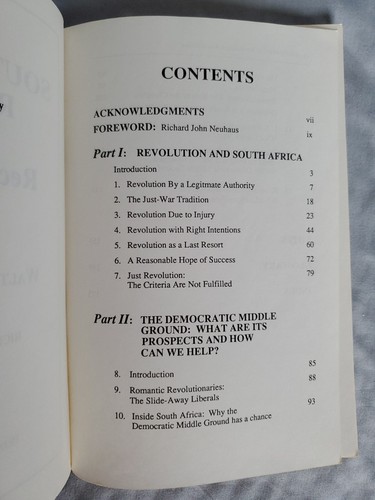 CONTENTS
ACKNOWLEDGMENTS vii
FOREWORD: Richard John Neuhaus ix
Part I: REVOLUTION AND SOUTH AFRICA
Introduction 3
1. Revolution By a Legitmate Authority 7
2. The Just-War Tradition 18
3. Revolution Due to Injury 23
4. Revolution with Right Intentions 44
5. Revolution as a Last Resort 60
6. A Reasonable Hope of Success 72
7. Just Revolution: 79
The Criteria Are Not Fulfilled
Part II: THE DEMOCRATIC MIDDLE
GROUND: WHAT ARE ITS
PROSPECTS AND HOW
CAN WE HELP?
8. Introduction 85
9. Romantic Revolutionaries: 88
The Slide-Away Liberals
10. Inside South Africa: Why the 93
Democratic Middle Ground has a chance